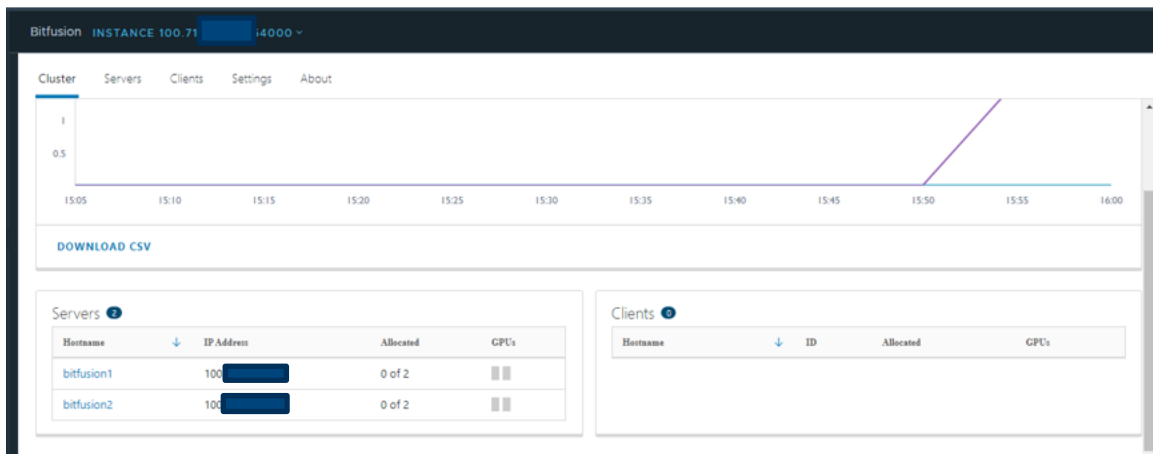 Bitfusion INSTANCE 100.71 54000
Cluster Servers Clients Settings About
1
0.5
15:05 15:10 15:15 15:20 15:25 15:30 15:35 15:40 15:45 15:50 15:55 16:00
DOWNLOAD CSV
Servers 2
Hostname IP Address Allocated GPUs
bitfusion1 100 0 of 2
bitfusion2 100 0 of 2
Clients 0
Hostname ID Allocated GPUs